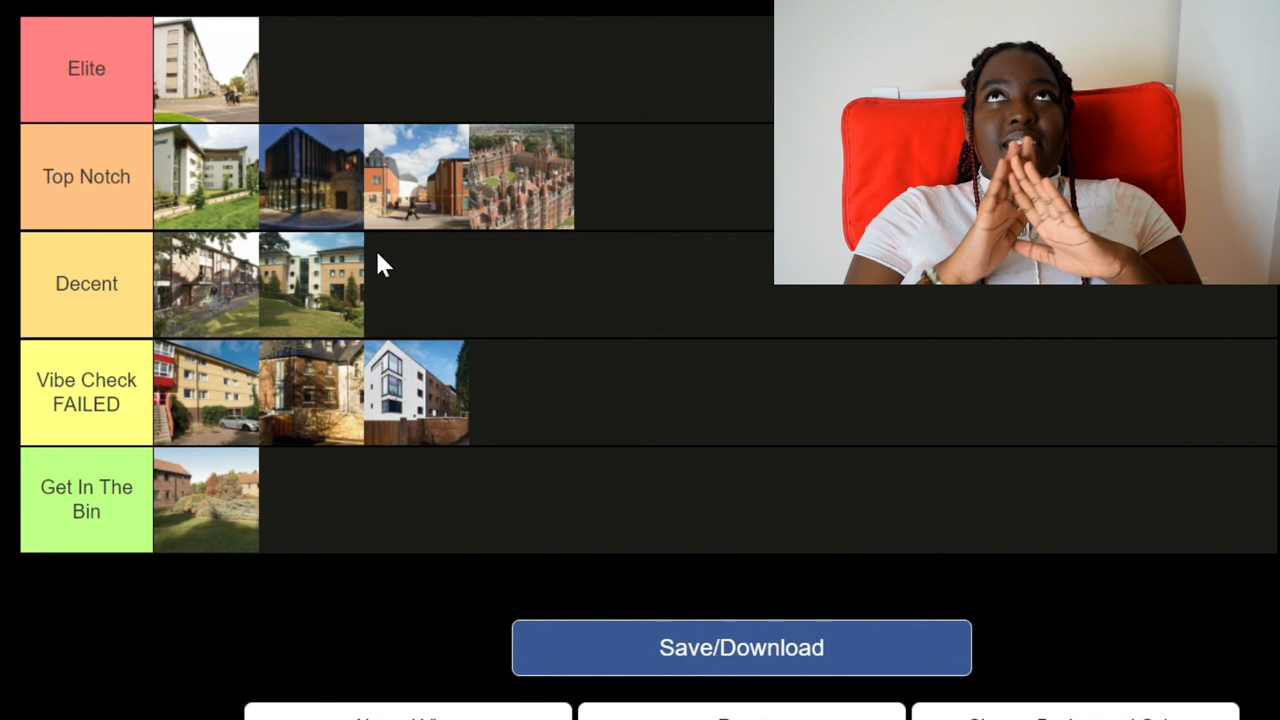 Elite
Top Notch
Decent
Vibe Check
FAILED
Get In The
Bin
Save/Download